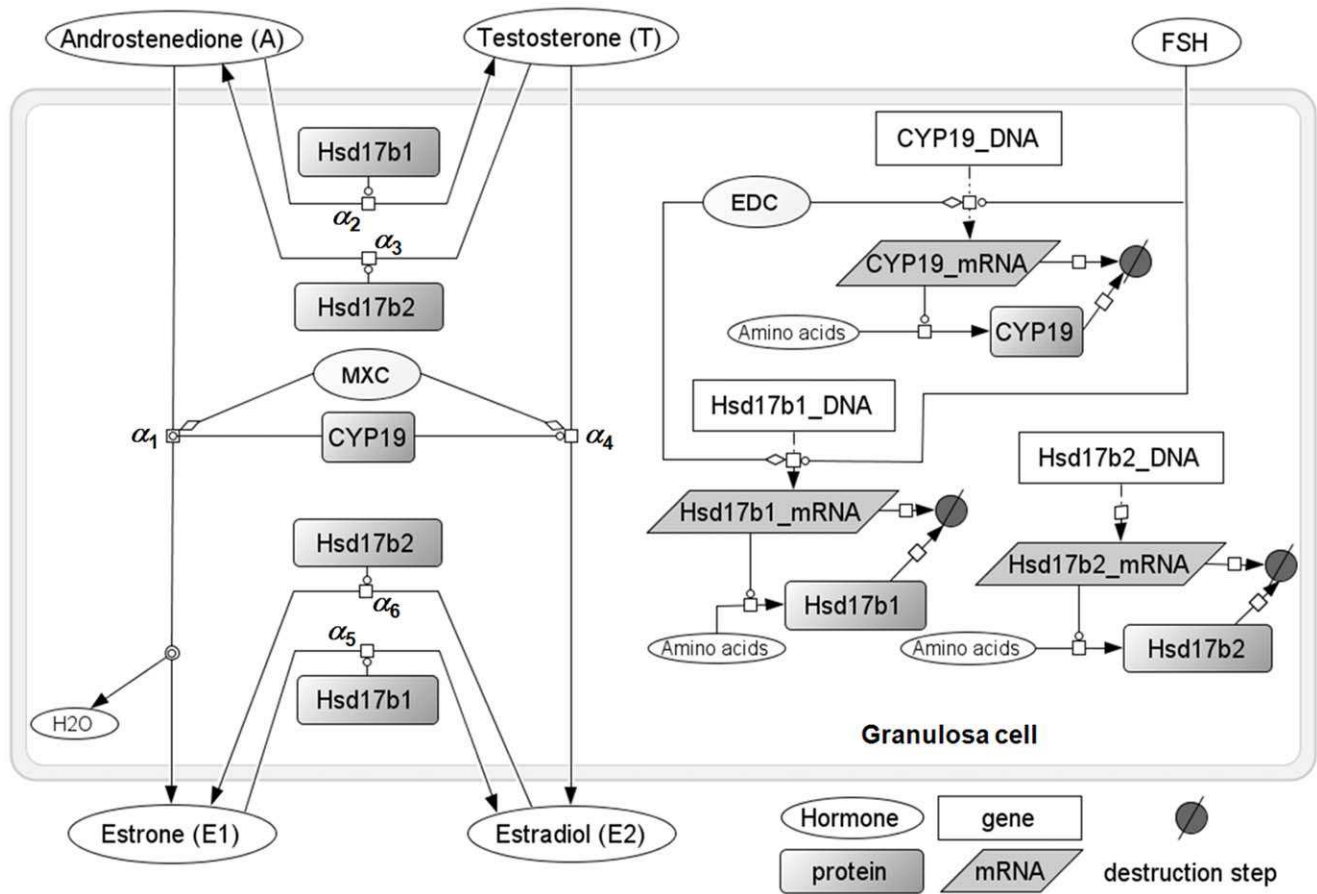 Androstenedione (A)
Testosterone (T)
FSH
Hsd17b1
α2
α3
Hsd17b2
MXC
α1
CYP19
α4
Hsd17b2
α6
α5
Hsd17b1
H2O
Estrone (E1)
Estradiol (E2)
CYP19_DNA
EDC
CYP19_mRNA
Amino acids
CYP19
Hsd17b1_DNA
Hsd17b1_mRNA
Amino acids
Hsd17b1
Hsd17b2_DNA
Hsd17b2_mRNA
Amino acids
Hsd17b2
Granulosa cell
Hormone
gene
protein
mRNA
destruction step